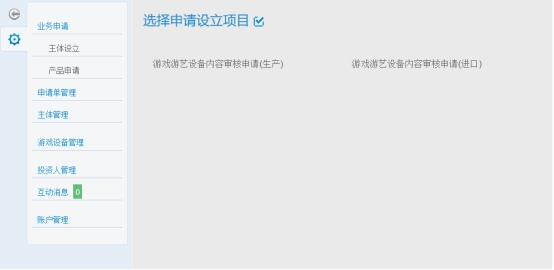 业务申请
主体设立
产品申请
申请单管理
主体管理
游戏设备管理
投资人管理
互动消息 0
账户管理
选择申请设立项目
游戏游艺设备内容审核申请(生产)
游戏游艺设备内容审核申请(进口)